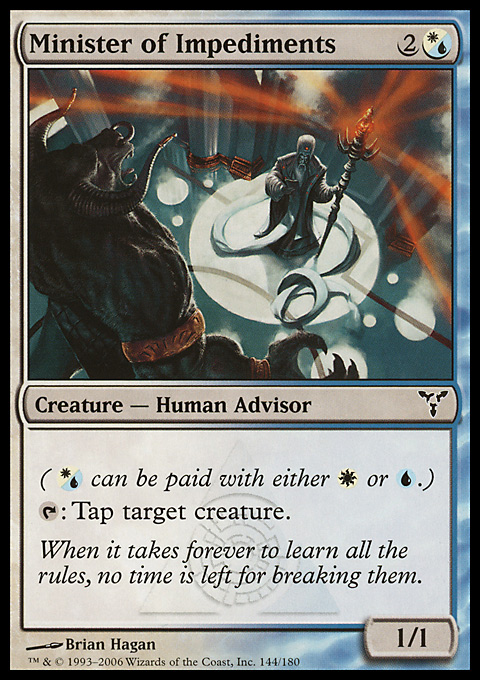 Minister of Impediments 2
Creature — Human Advisor
( can be paid with either or .)
: Tap target creature.
When it takes forever to learn all the
rules, no time is left for breaking them.
Brian Hagan
1/1
™ & © 1993–2006 Wizards of the Coast, Inc. 144/180